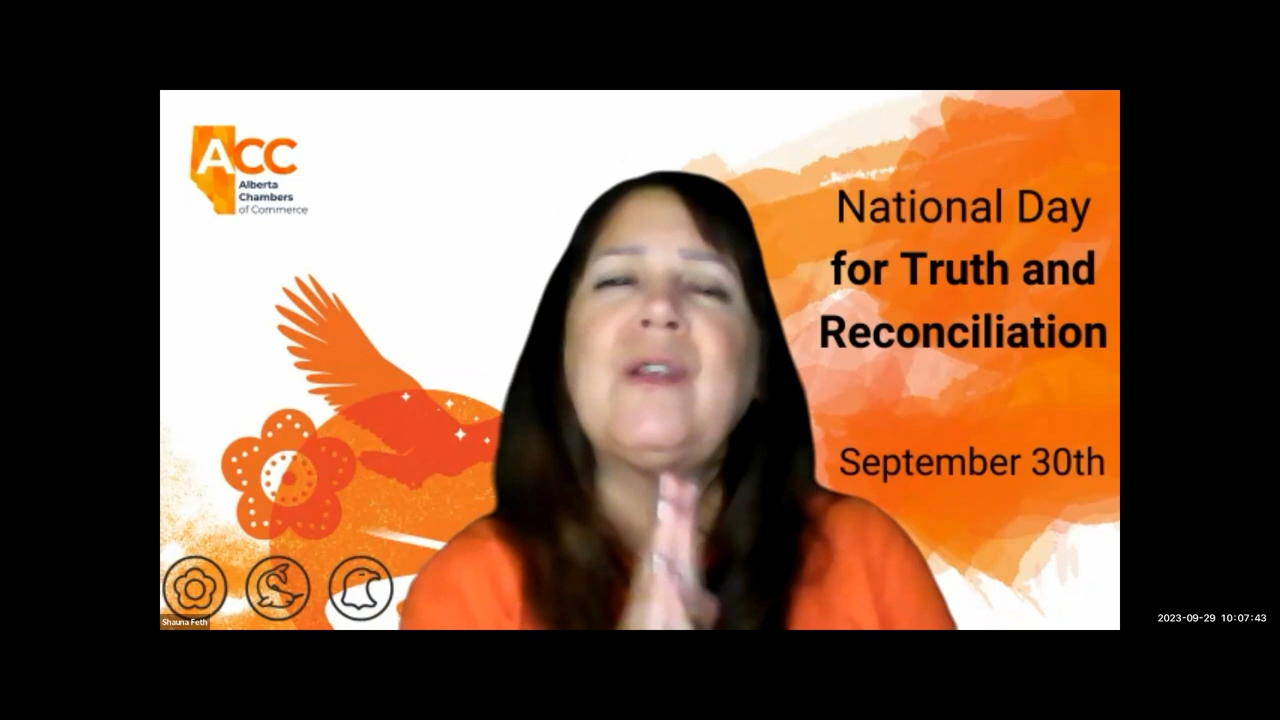 ACC
Alberta
Chambers
of Commerce
National Day
for Truth and
Reconciliation
September 30th
Shauna Feth
2023-09-29 10:07:43